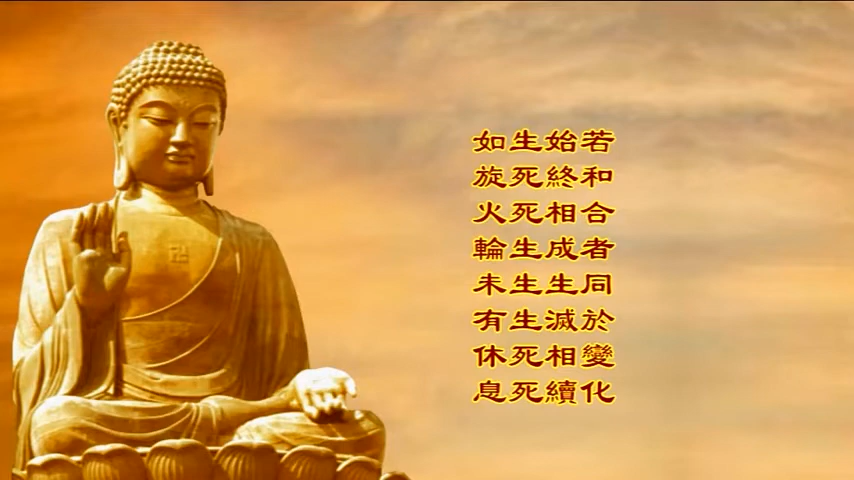 若和合者同於變化
始終相成生滅相續
生死死生生生死死
如旋火輪未有休息